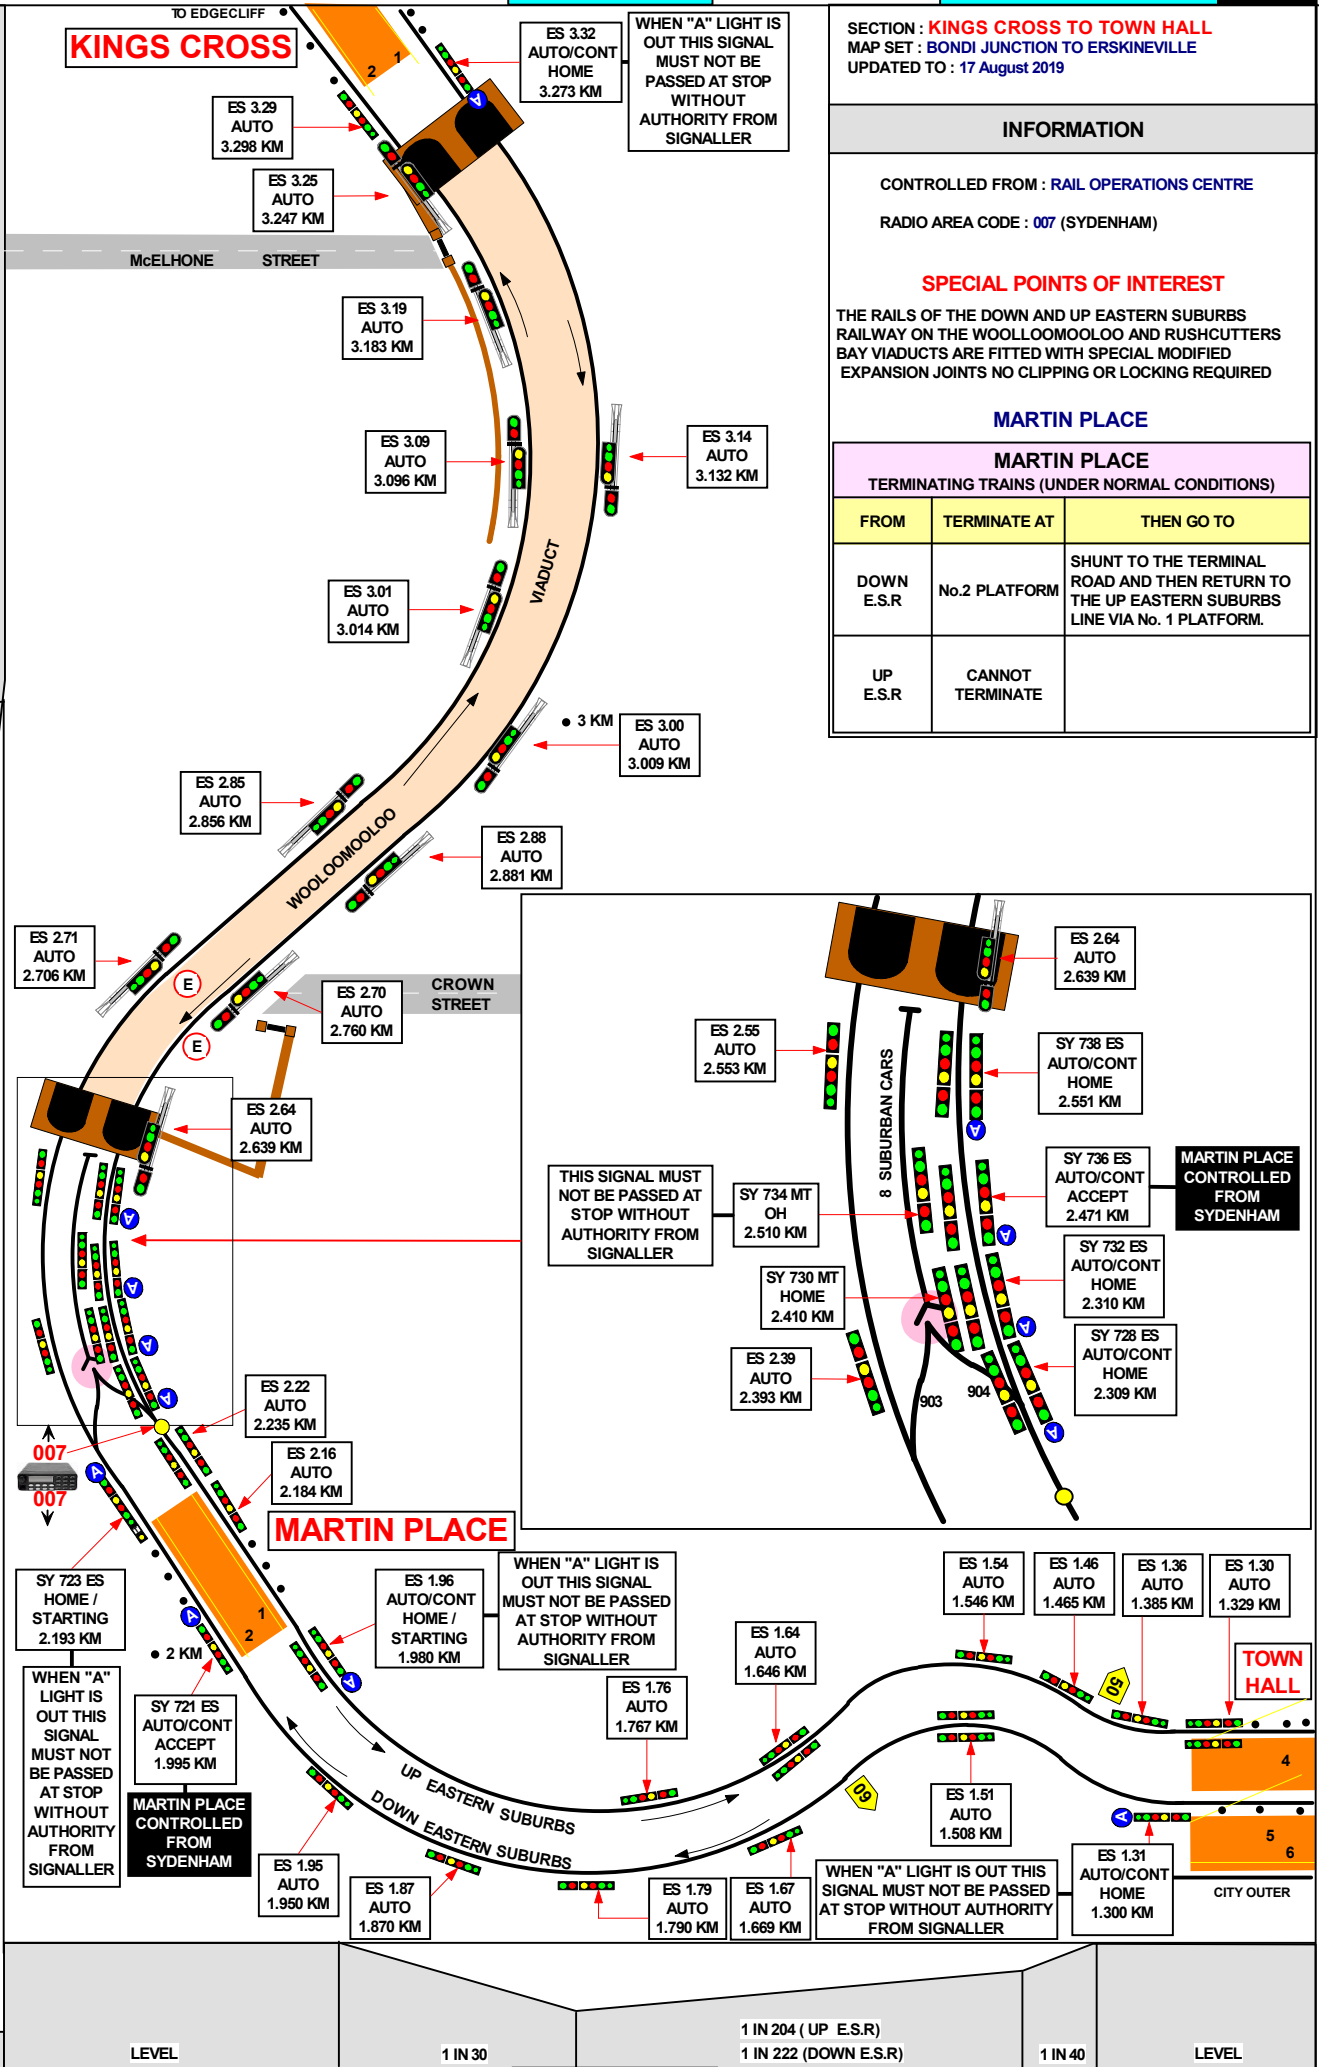 TO EDGECLIFF
KINGS CROSS
2
1
ES 3.32
AUTO/CONT
HOME
3.273 KM
WHEN "A" LIGHT IS
OUT THIS SIGNAL
MUST NOT BE
PASSED AT STOP
WITHOUT
AUTHORITY FROM
SIGNALLER
A
ES 3.29
AUTO
3.298 KM
ES 3.25
AUTO
3.247 KM
McELHONE STREET
ES 3.19
AUTO
3.183 KM
ES 3.09
AUTO
3.096 KM
ES 3.14
AUTO
3.132 KM
VIADUCT
ES 3.01
AUTO
3.014 KM
3 KM
ES 3.00
AUTO
3.009 KM
ES 2.85
AUTO
2.856 KM
WOOLOOMOOLOO
ES 2.88
AUTO
2.881 KM
ES 2.71
AUTO
2.706 KM
E
E
ES 2.70
AUTO
2.760 KM
CROWN
STREET
ES 2.64
AUTO
2.639 KM
A
A
A
A
SECTION : KINGS CROSS TO TOWN HALL
MAP SET : BONDI JUNCTION TO ERSKINEVILLE
UPDATED TO : 17 August 2019
INFORMATION
CONTROLLED FROM : RAIL OPERATIONS CENTRE
RADIO AREA CODE : 007 (SYDENHAM)
SPECIAL POINTS OF INTEREST
THE RAILS OF THE DOWN AND UP EASTERN SUBURBS
RAILWAY ON THE WOOLLOOMOOLOO AND RUSHCUTTERS
BAY VIADUCTS ARE FITTED WITH SPECIAL MODIFIED
EXPANSION JOINTS NO CLIPPING OR LOCKING REQUIRED
MARTIN PLACE
MARTIN PLACE
TERMINATING TRAINS (UNDER NORMAL CONDITIONS)
FROM
TERMINATE AT
THEN GO TO
DOWN
E.S.R
No.2 PLATFORM
SHUNT TO THE TERMINAL
ROAD AND THEN RETURN TO
THE UP EASTERN SUBURBS
LINE VIA No. 1 PLATFORM.
UP
E.S.R
CANNOT
TERMINATE
ES 2.64
AUTO
2.639 KM
ES 2.55
AUTO
2.553 KM
8 SUBURBAN CARS
SY 738 ES
AUTO/CONT
HOME
2.551 KM
A
THIS SIGNAL MUST
NOT BE PASSED AT
STOP WITHOUT
AUTHORITY FROM
SIGNALLER
SY 734 MT
OH
2.510 KM
SY 736 ES
AUTO/CONT
ACCEPT
2.471 KM
MARTIN PLACE
CONTROLLED
FROM
SYDENHAM
A
SY 730 MT
HOME
2.410 KM
SY 732 ES
AUTO/CONT
HOME
2.310 KM
A
ES 2.39
AUTO
2.393 KM
903
904
SY 728 ES
AUTO/CONT
HOME
2.309 KM
A
ES 2.22
AUTO
2.235 KM
007
007
A
ES 2.16
AUTO
2.184 KM
MARTIN PLACE
SY 723 ES
HOME /
STARTING
2.193 KM
WHEN "A"
LIGHT IS
OUT THIS
SIGNAL
MUST NOT
BE PASSED
AT STOP
WITHOUT
AUTHORITY
FROM
SIGNALLER
A
1
2
2 KM
SY 721 ES
AUTO/CONT
ACCEPT
1.995 KM
MARTIN PLACE
CONTROLLED
FROM
SYDENHAM
ES 1.96
AUTO/CONT
HOME /
STARTING
1.980 KM
WHEN "A" LIGHT IS
OUT THIS SIGNAL
MUST NOT BE PASSED
AT STOP WITHOUT
AUTHORITY FROM
SIGNALLER
A
ES 1.76
AUTO
1.767 KM
ES 1.64
AUTO
1.646 KM
ES 1.54
AUTO
1.546 KM
ES 1.46
AUTO
1.465 KM
ES 1.36
AUTO
1.385 KM
ES 1.30
AUTO
1.329 KM
TOWN
HALL
50
UP EASTERN SUBURBS
DOWN EASTERN SUBURBS
60
4
5
6
A
CITY OUTER
ES 1.95
AUTO
1.950 KM
ES 1.87
AUTO
1.870 KM
ES 1.79
AUTO
1.790 KM
ES 1.67
AUTO
1.669 KM
ES 1.51
AUTO
1.508 KM
WHEN "A" LIGHT IS OUT THIS
SIGNAL MUST NOT BE PASSED
AT STOP WITHOUT AUTHORITY
FROM SIGNALLER
ES 1.31
AUTO/CONT
HOME
1.300 KM
LEVEL
1 IN 30
1 IN 204 ( UP E.S.R)
1 IN 222 (DOWN E.S.R)
1 IN 40
LEVEL